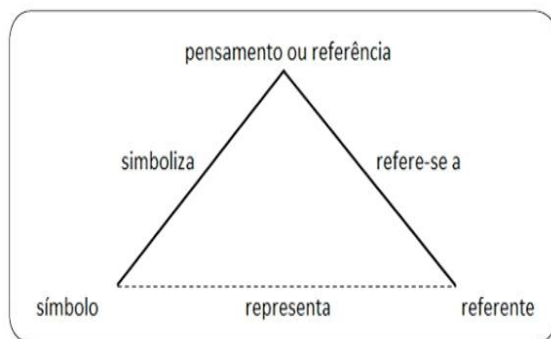 pensamento ou referência
simboliza refere-se a
símbolo representa referente